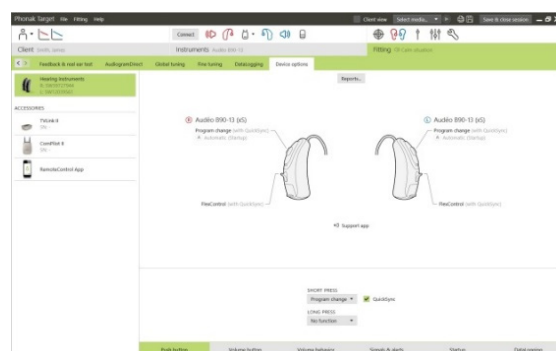 Phonak Target File Fitting Help
Client view Select media... Save & close session
Connect
Client Smith, James
Instruments Audéo B90-13
Fitting
Feedback & real ear test AudiogramDirect Global tuning Fine tuning DataLogging Device options
Hearing instruments
Reports...
ACCESSORIES
TVLink II
ComPilot II
RemoteControl App
R Audéo B90-13 (xS)
Program change (with QuickSync)
Automatic (Startup)
FlexControl (with QuickSync)
L Audéo B90-13 (xS)
Program change (with QuickSync)
Automatic (Startup)
FlexControl (with QuickSync)
Support app
SHORT PRESS
Program change QuickSync
LONG PRESS
No function
Push button Volume button Volume behavior Signals & alerts Startup DataLogging